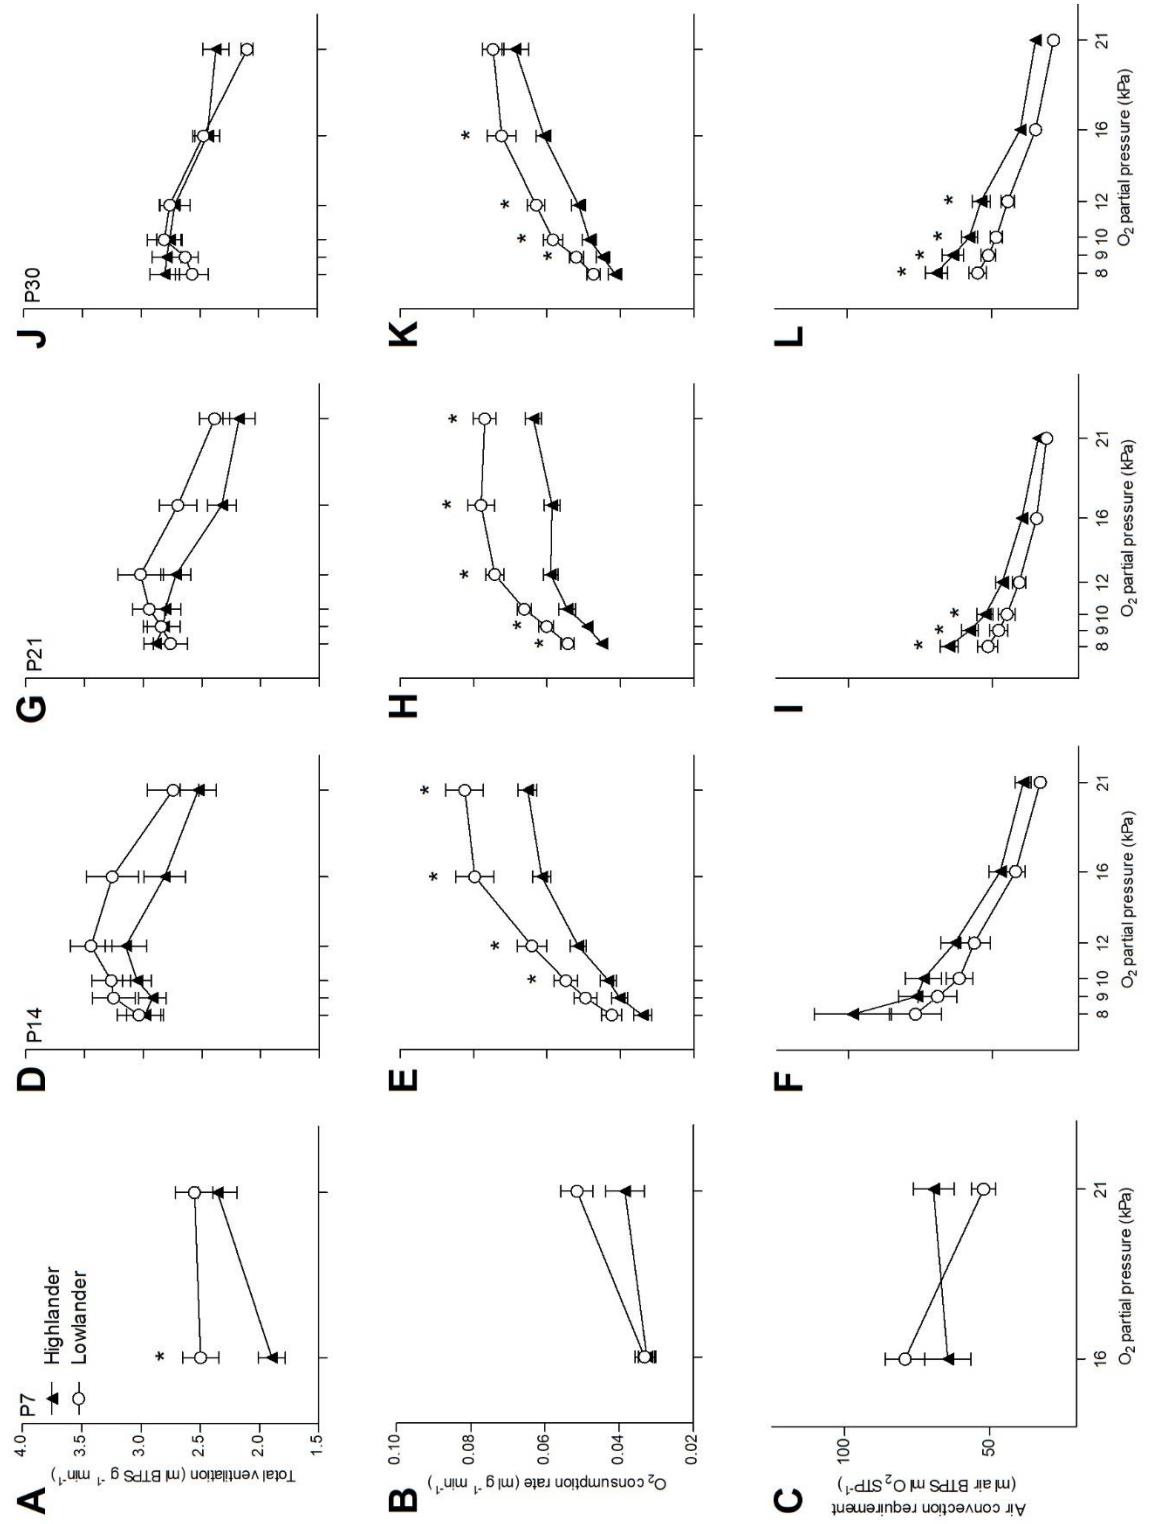 A
P7
Highlander
Lowlander
4.0
3.5
3.0
2.5
2.0
1.5
Total ventilation (ml BTPS g⁻¹ min⁻¹)
*
D
P14
G
P21
J
P30
B
0.10
0.08
0.06
0.04
0.02
O₂ consumption rate (ml g⁻¹ min⁻¹)
E
* * * *
H
* * * * *
K
* * * *
C
100
50
Air convection requirement
(ml air BTPS ml O₂ STP⁻¹)
16 21
O₂ partial pressure (kPa)
F
8 9 10 12 16 21
O₂ partial pressure (kPa)
I
* * *
8 9 10 12 16 21
O₂ partial pressure (kPa)
L
* * * *
8 9 10 12 16 21
O₂ partial pressure (kPa)